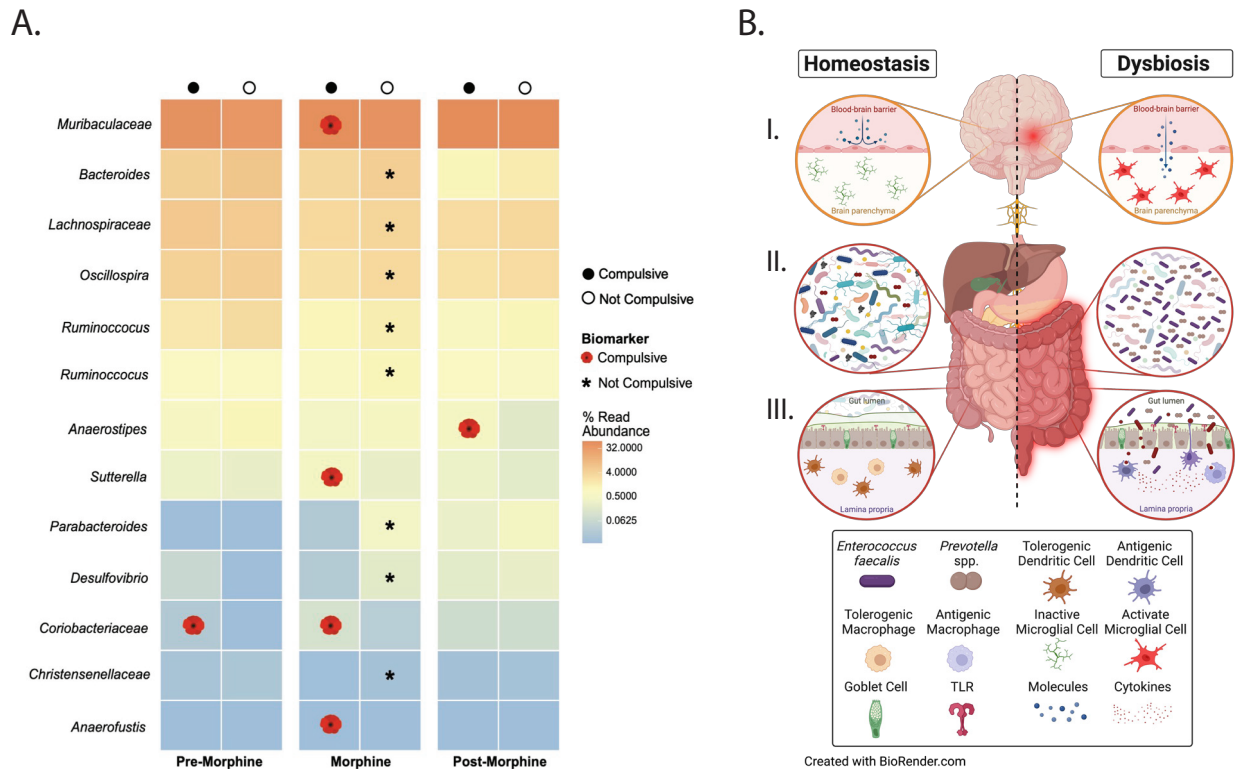 A.
Muribaculaceae
Bacteroides
Lachnospiraceae
Oscillospira
Ruminoccocus
Ruminoccocus
Anaerostipes
Sutterella
Parabacteroides
Desulfovibrio
Coriobacteriaceae
Christensenellaceae
Anaerofustis
* * * * * * * *
Pre-Morphine
Morphine
Post-Morphine
Compulsive
Not Compulsive
Biomarker
Compulsive
* Not Compulsive
% Read
Abundance
32.0000
4.0000
0.5000
0.0625
B.
Homeostasis
Dysbiosis
I.
Blood-brain barrier
Brain parenchyma
Blood-brain barrier
Brain parenchyma
II.
III.
Gut lumen
Lamina propria
Gut lumen
Lamina propria
Enterococcus
faecalis
Prevotella
spp.
Tolerogenic
Dendritic Cell
Antigenic
Dendritic Cell
Tolerogenic
Macrophage
Antigenic
Macrophage
Inactive
Microglial Cell
Activate
Microglial Cell
Goblet Cell
TLR
Molecules
Cytokines
Created with BioRender.com